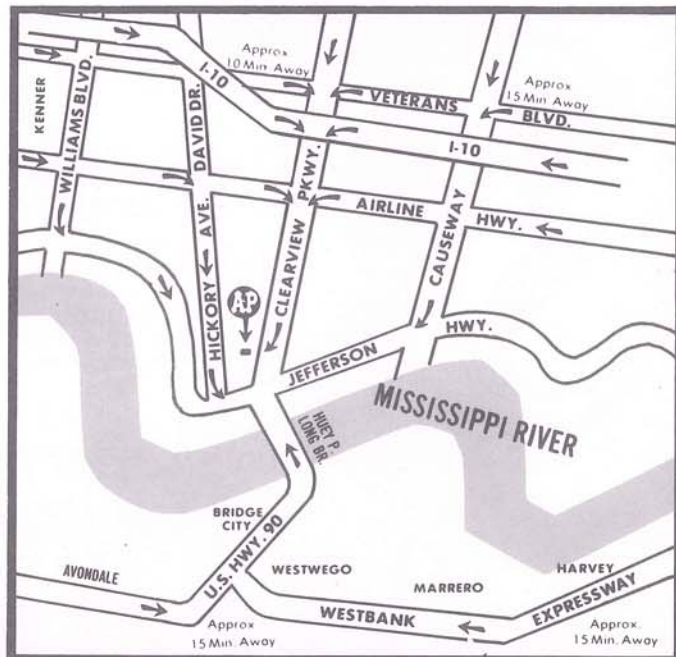 Approx
10 Min. Away
I-10
VETERANS
Approx
15 Min. Away
BLVD.
I-10
KENNER
WILLIAMS BLVD.
DAVID DR.
CLEARVIEW PKWY.
AIRLINE HWY.
CAUSEWAY
HICKORY AVE.
AP
JEFFERSON HWY.
MISSISSIPPI RIVER
HUEY P.
LONG BR.
BRIDGE
CITY
U.S. HWY. 90
AVONDALE
WESTWEGO
MARRERO
HARVEY
WESTBANK EXPRESSWAY
Approx
15 Min. Away
Approx.
15 Min. Away